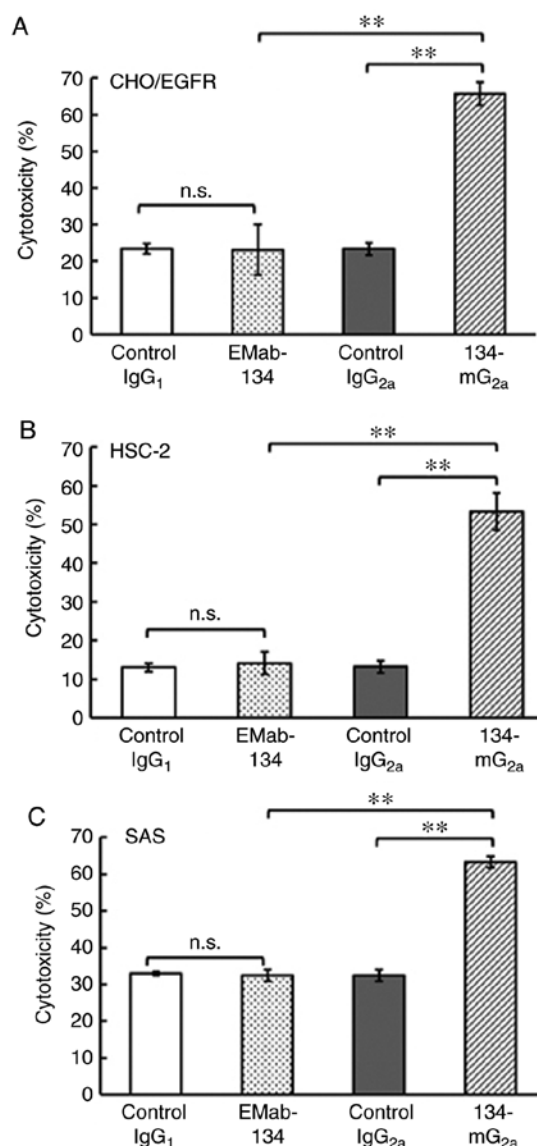 A
**
**
CHO/EGFR
n.s.
Cytotoxicity (%)
70
60
50
40
30
20
10
0
Control IgG₁
EMab-134
Control IgG₂ₐ
134-mG₂ₐ
B
**
**
HSC-2
n.s.
Cytotoxicity (%)
70
60
50
40
30
20
10
0
Control IgG₁
EMab-134
Control IgG₂ₐ
134-mG₂ₐ
C
**
**
SAS
n.s.
Cytotoxicity (%)
70
60
50
40
30
20
10
0
Control IgG₁
EMab-134
Control IgG₂ₐ
134-mG₂ₐ